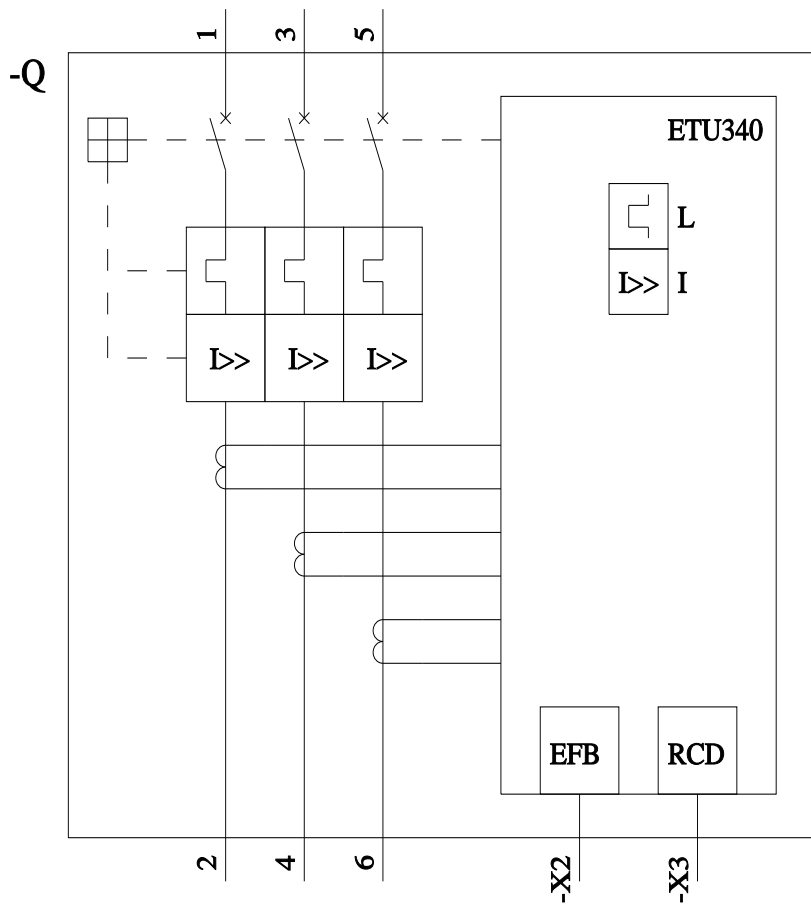 1 3 5
-Q
ETU340
L
I>> I
I>> I>> I>>
EFB RCD
2 4 6 -X2 -X3